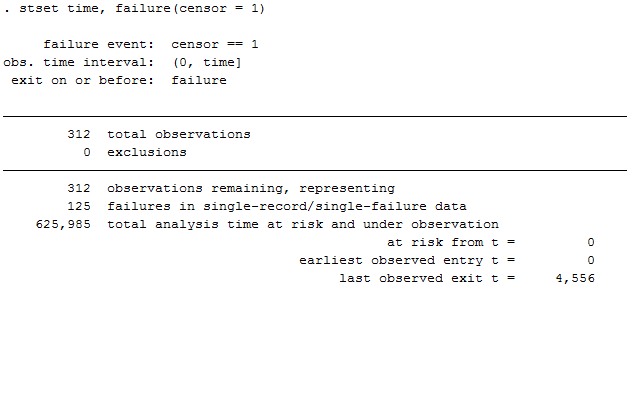 . stset time, failure(censor = 1)
failure event: censor == 1
obs. time interval: (0, time]
exit on or before: failure
312 total observations
0 exclusions
312 observations remaining, representing
125 failures in single-record/single-failure data
625,985 total analysis time at risk and under observation
at risk from t = 0
earliest observed entry t = 0
last observed exit t = 4,556